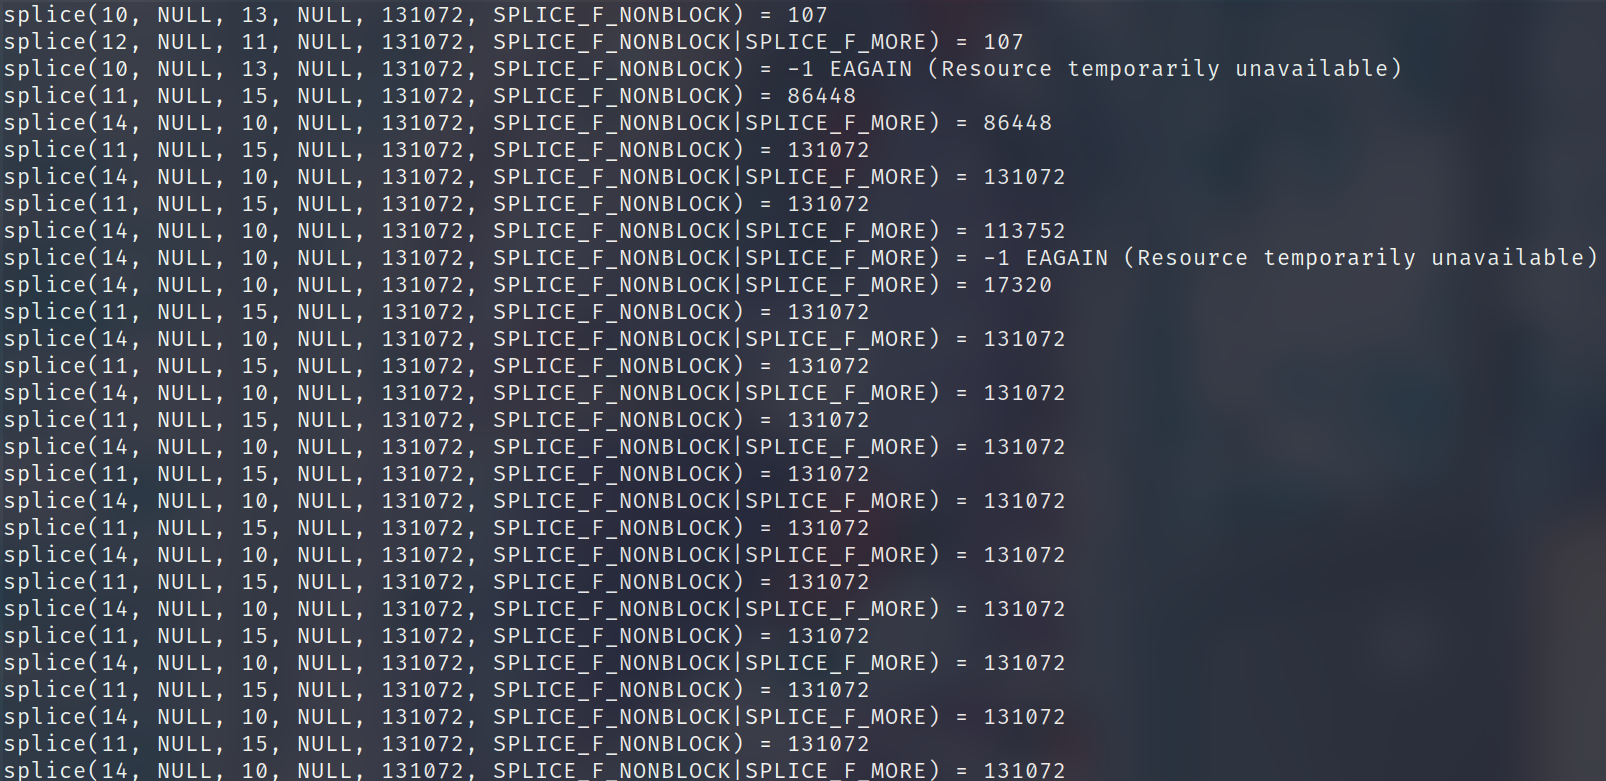 splice(10, NULL, 13, NULL, 131072, SPLICE_F_NONBLOCK) = 107
splice(12, NULL, 11, NULL, 131072, SPLICE_F_NONBLOCK|SPLICE_F_MORE) = 107
splice(10, NULL, 13, NULL, 131072, SPLICE_F_NONBLOCK) = -1 EAGAIN (Resource temporarily unavailable)
splice(11, NULL, 15, NULL, 131072, SPLICE_F_NONBLOCK) = 86448
splice(14, NULL, 10, NULL, 131072, SPLICE_F_NONBLOCK|SPLICE_F_MORE) = 86448
splice(11, NULL, 15, NULL, 131072, SPLICE_F_NONBLOCK) = 131072
splice(14, NULL, 10, NULL, 131072, SPLICE_F_NONBLOCK|SPLICE_F_MORE) = 131072
splice(11, NULL, 15, NULL, 131072, SPLICE_F_NONBLOCK) = 131072
splice(14, NULL, 10, NULL, 131072, SPLICE_F_NONBLOCK|SPLICE_F_MORE) = 113752
splice(14, NULL, 10, NULL, 131072, SPLICE_F_NONBLOCK|SPLICE_F_MORE) = -1 EAGAIN (Resource temporarily unavailable)
splice(14, NULL, 10, NULL, 131072, SPLICE_F_NONBLOCK|SPLICE_F_MORE) = 17320
splice(11, NULL, 15, NULL, 131072, SPLICE_F_NONBLOCK) = 131072
splice(14, NULL, 10, NULL, 131072, SPLICE_F_NONBLOCK|SPLICE_F_MORE) = 131072
splice(11, NULL, 15, NULL, 131072, SPLICE_F_NONBLOCK) = 131072
splice(14, NULL, 10, NULL, 131072, SPLICE_F_NONBLOCK|SPLICE_F_MORE) = 131072
splice(11, NULL, 15, NULL, 131072, SPLICE_F_NONBLOCK) = 131072
splice(14, NULL, 10, NULL, 131072, SPLICE_F_NONBLOCK|SPLICE_F_MORE) = 131072
splice(11, NULL, 15, NULL, 131072, SPLICE_F_NONBLOCK) = 131072
splice(14, NULL, 10, NULL, 131072, SPLICE_F_NONBLOCK|SPLICE_F_MORE) = 131072
splice(11, NULL, 15, NULL, 131072, SPLICE_F_NONBLOCK) = 131072
splice(14, NULL, 10, NULL, 131072, SPLICE_F_NONBLOCK|SPLICE_F_MORE) = 131072
splice(11, NULL, 15, NULL, 131072, SPLICE_F_NONBLOCK) = 131072
splice(14, NULL, 10, NULL, 131072, SPLICE_F_NONBLOCK|SPLICE_F_MORE) = 131072
splice(11, NULL, 15, NULL, 131072, SPLICE_F_NONBLOCK) = 131072
splice(14, NULL, 10, NULL, 131072, SPLICE_F_NONBLOCK|SPLICE_F_MORE) = 131072
splice(11, NULL, 15, NULL, 131072, SPLICE_F_NONBLOCK) = 131072
splice(14, NULL, 10, NULL, 131072, SPLICE_F_NONBLOCK|SPLICE_F_MORE) = 131072
splice(11, NULL, 15, NULL, 131072, SPLICE_F_NONBLOCK) = 131072
splice(14, NULL, 10, NULL, 131072, SPLICE_F_NONBLOCK|SPLICE_F_MORE) = 131072